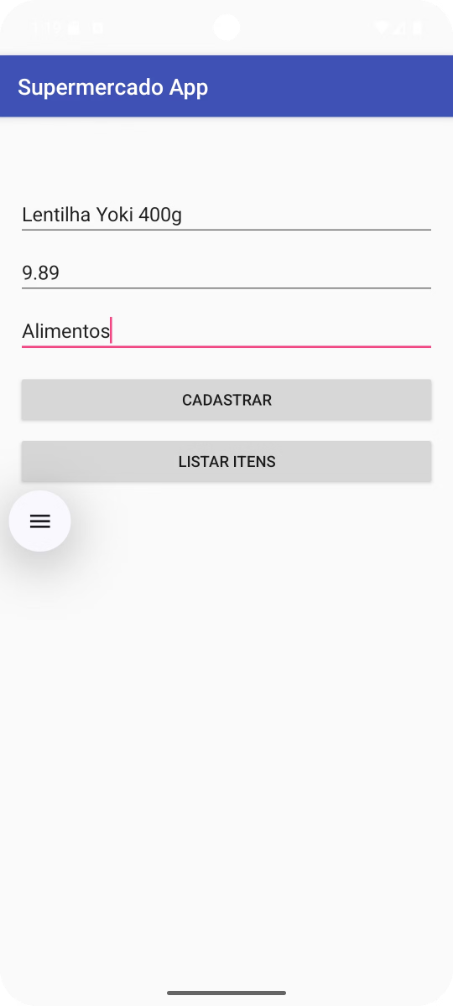 Supermercado App
Lentilha Yoki 400g
9.89
Alimentos
CADASTRAR
LISTAR ITENS